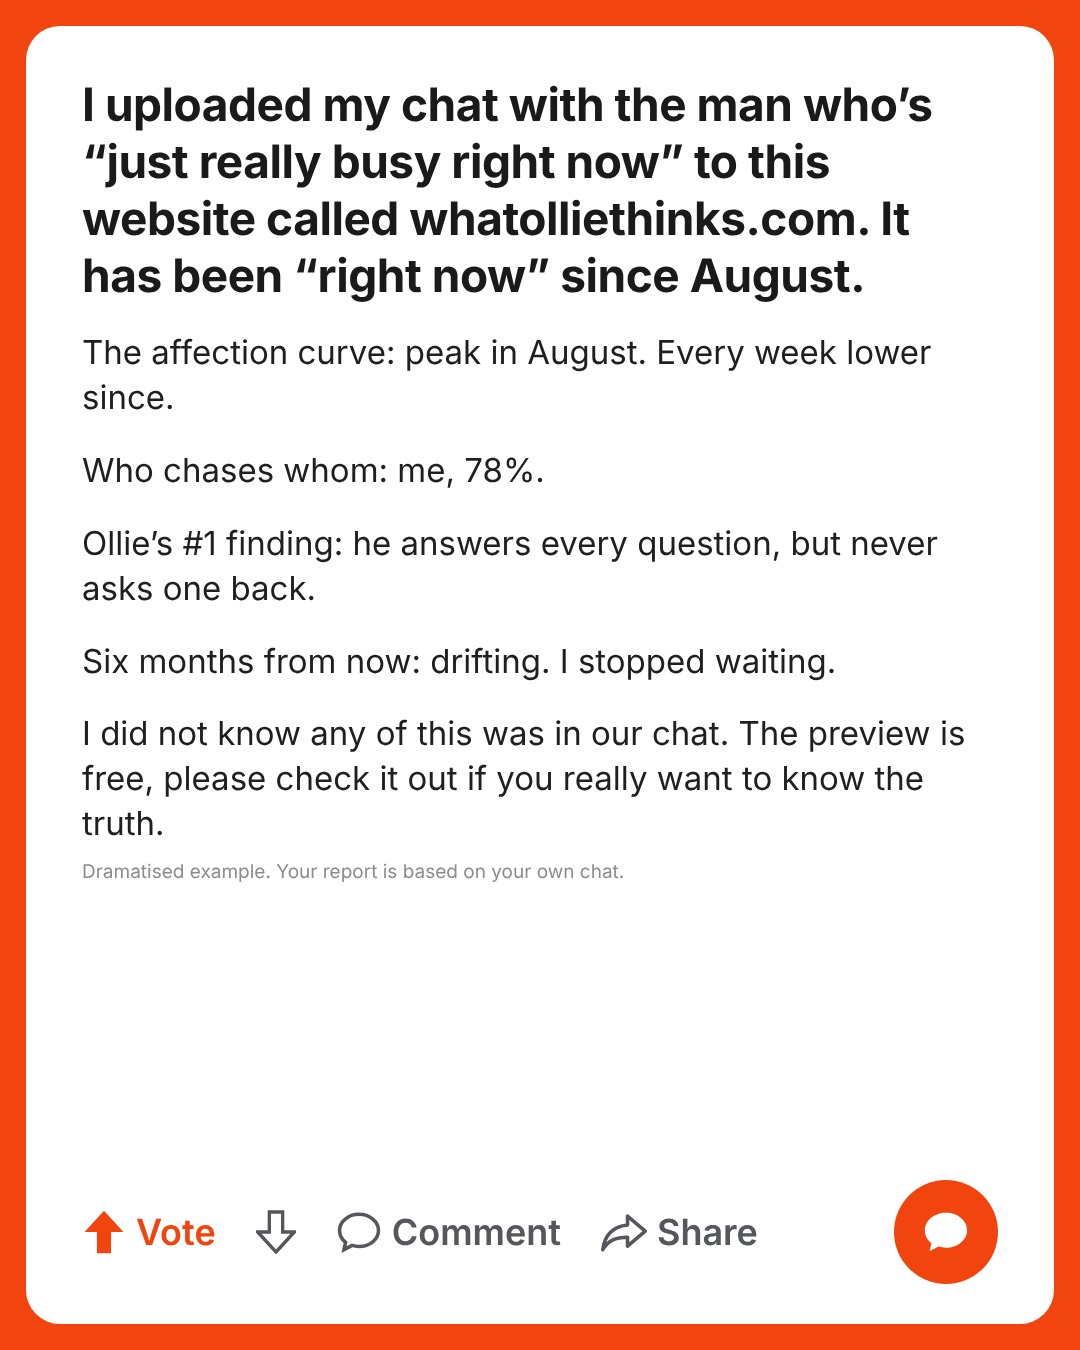 I uploaded my chat with the man who’s
“just really busy right now” to this
website called whatolliethinks.com. It
has been “right now” since August.
The affection curve: peak in August. Every week lower
since.
Who chases whom: me, 78%.
Ollie’s #1 finding: he answers every question, but never
asks one back.
Six months from now: drifting. I stopped waiting.
I did not know any of this was in our chat. The preview is
free, please check it out if you really want to know the
truth.
Dramatised example. Your report is based on your own chat.
Vote Comment Share